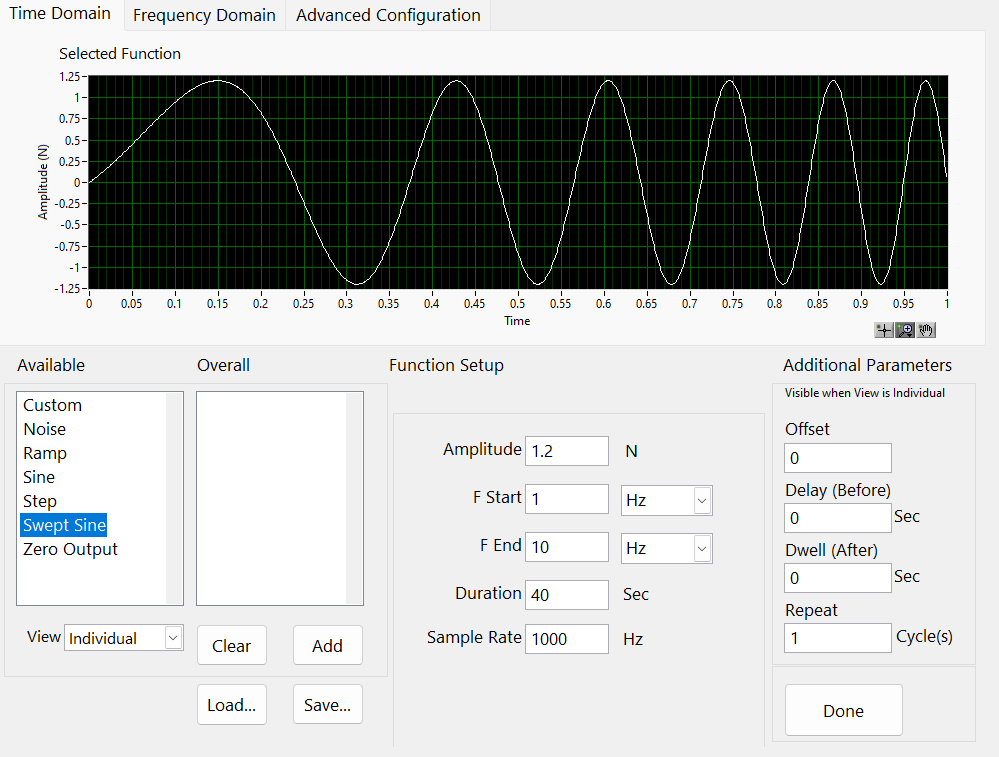 Time Domain
Frequency Domain
Advanced Configuration
Selected Function
1.25
1
0.75
0.5
0.25
0
-0.25
-0.5
-0.75
-1
-1.25
Amplitude (N)
0 0.05 0.1 0.15 0.2 0.25 0.3 0.35 0.4 0.45 0.5 0.55 0.6 0.65 0.7 0.75 0.8 0.85 0.9 0.95 1
Time
Available
Custom
Noise
Ramp
Sine
Step
Swept Sine
Zero Output
View Individual
Overall
Clear
Add
Load...
Save...
Function Setup
Amplitude 1.2 N
F Start 1 Hz
F End 10 Hz
Duration 40 Sec
Sample Rate 1000 Hz
Additional Parameters
Visible when View is Individual
Offset
0
Delay (Before)
0 Sec
Dwell (After)
0 Sec
Repeat
1 Cycle(s)
Done